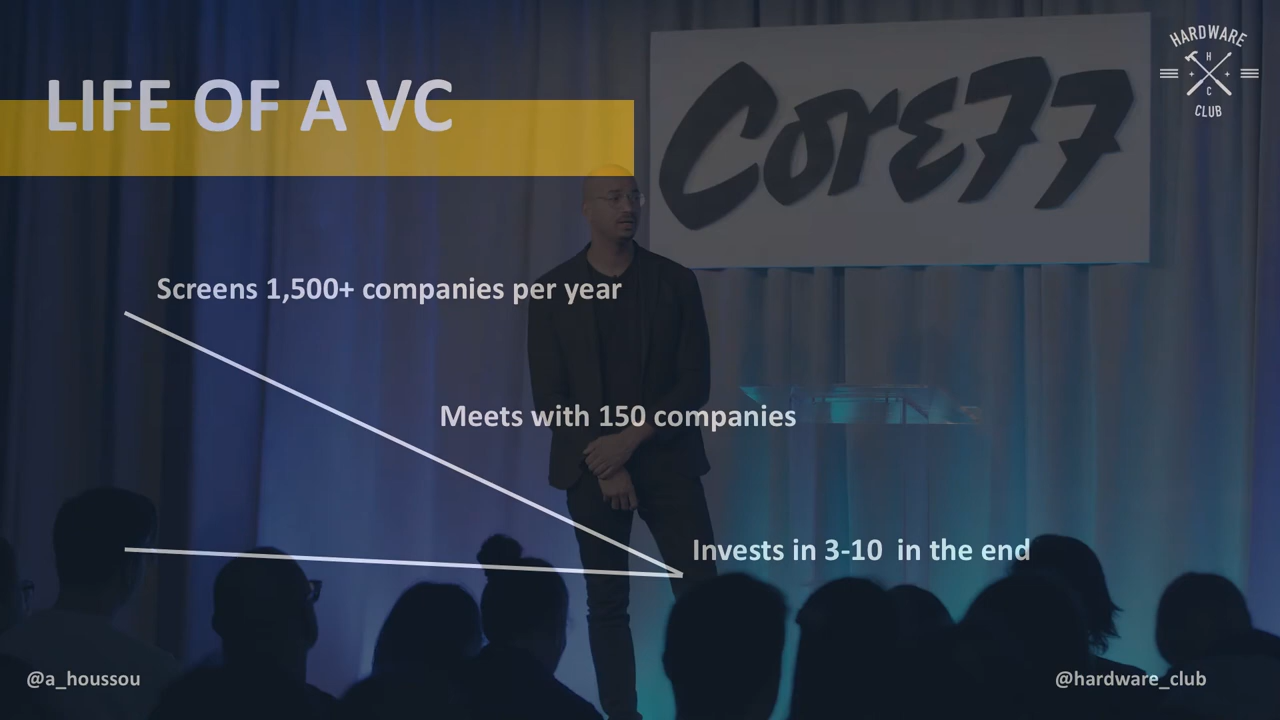 LIFE OF A VC
Core77
HARDWARE
H
C
CLUB
Screens 1,500+ companies per year
Meets with 150 companies
Invests in 3-10  in the end
@a_houssou
@hardware_club